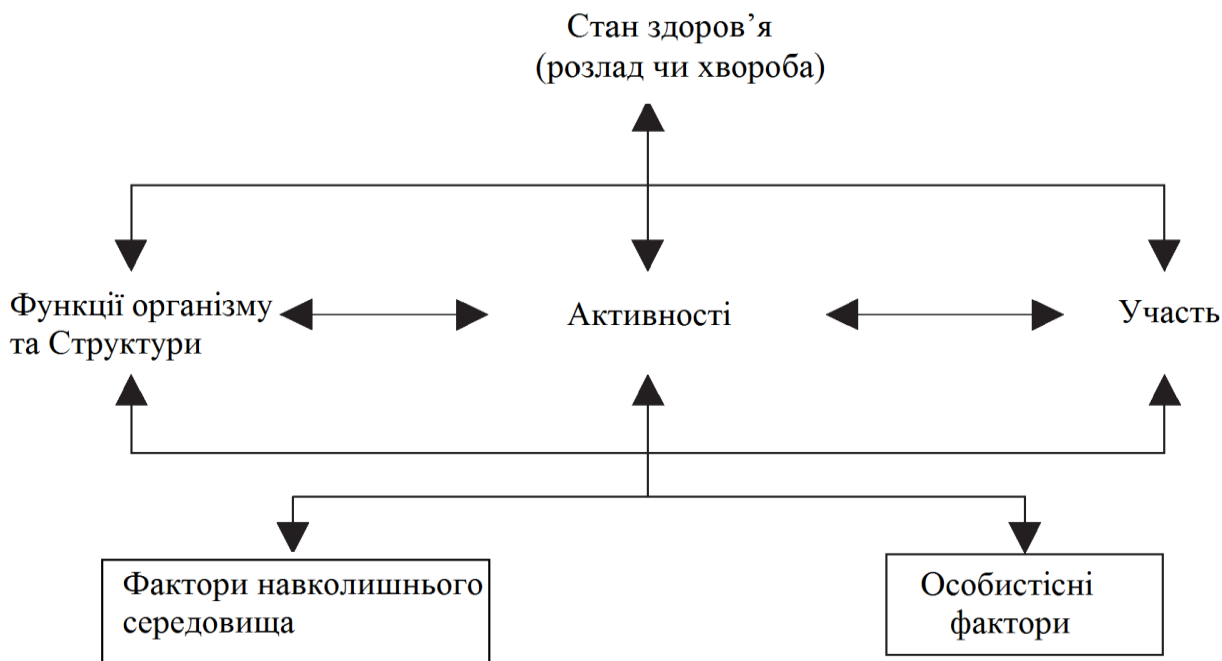 Стан здоров’я
(розлад чи хвороба)
Функції організму
та Структури
Активності
Участь
Фактори навколишнього
середовища
Особистісні
фактори